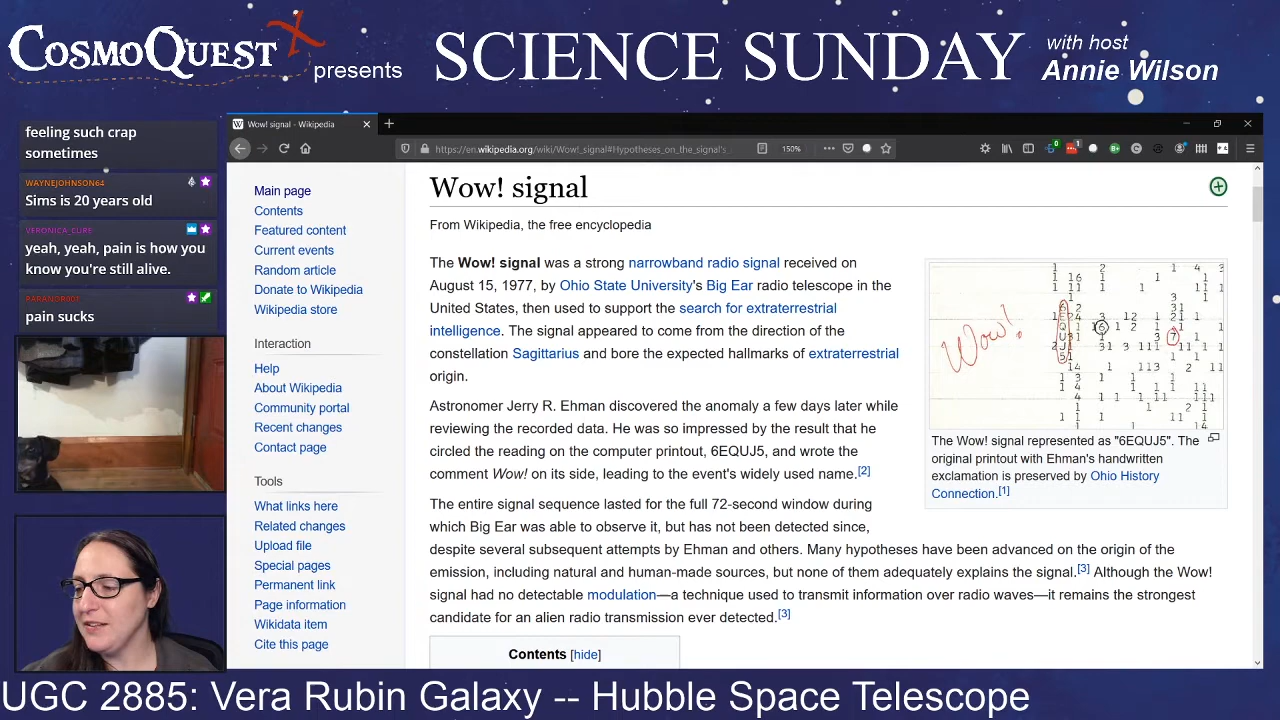 CosmoQuest X
presents
SCIENCE SUNDAY
with host
Annie Wilson
feeling such crap
sometimes
WAYNEJOHNSON64
Sims is 20 years old
VERONICA_CURE
yeah, yeah, pain is how you
know you're still alive.
PARANOR001
pain sucks
Wow! signal - Wikipedia
https://en.wikipedia.org/wiki/Wow!_signal#Hypotheses_on_the_signal's_
150%
Main page
Contents
Featured content
Current events
Random article
Donate to Wikipedia
Wikipedia store
Interaction
Help
About Wikipedia
Community portal
Recent changes
Contact page
Tools
What links here
Related changes
Upload file
Special pages
Permanent link
Page information
Wikidata item
Cite this page
Wow! signal
From Wikipedia, the free encyclopedia
The Wow! signal was a strong narrowband radio signal received on
August 15, 1977, by Ohio State University's Big Ear radio telescope in the
United States, then used to support the search for extraterrestrial
intelligence. The signal appeared to come from the direction of the
constellation Sagittarius and bore the expected hallmarks of extraterrestrial
origin.
Astronomer Jerry R. Ehman discovered the anomaly a few days later while
reviewing the recorded data. He was so impressed by the result that he
circled the reading on the computer printout, 6EQUJ5, and wrote the
comment Wow! on its side, leading to the event's widely used name.[2]
The entire signal sequence lasted for the full 72-second window during
which Big Ear was able to observe it, but has not been detected since,
despite several subsequent attempts by Ehman and others. Many hypotheses have been advanced on the origin of the
emission, including natural and human-made sources, but none of them adequately explains the signal.[3] Although the Wow!
signal had no detectable modulation—a technique used to transmit information over radio waves—it remains the strongest
candidate for an alien radio transmission ever detected.[3]
Contents [hide]
Wow!
The Wow! signal represented as "6EQUJ5". The
original printout with Ehman's handwritten
exclamation is preserved by Ohio History
Connection.[1]
UGC 2885: Vera Rubin Galaxy -- Hubble Space Telescope